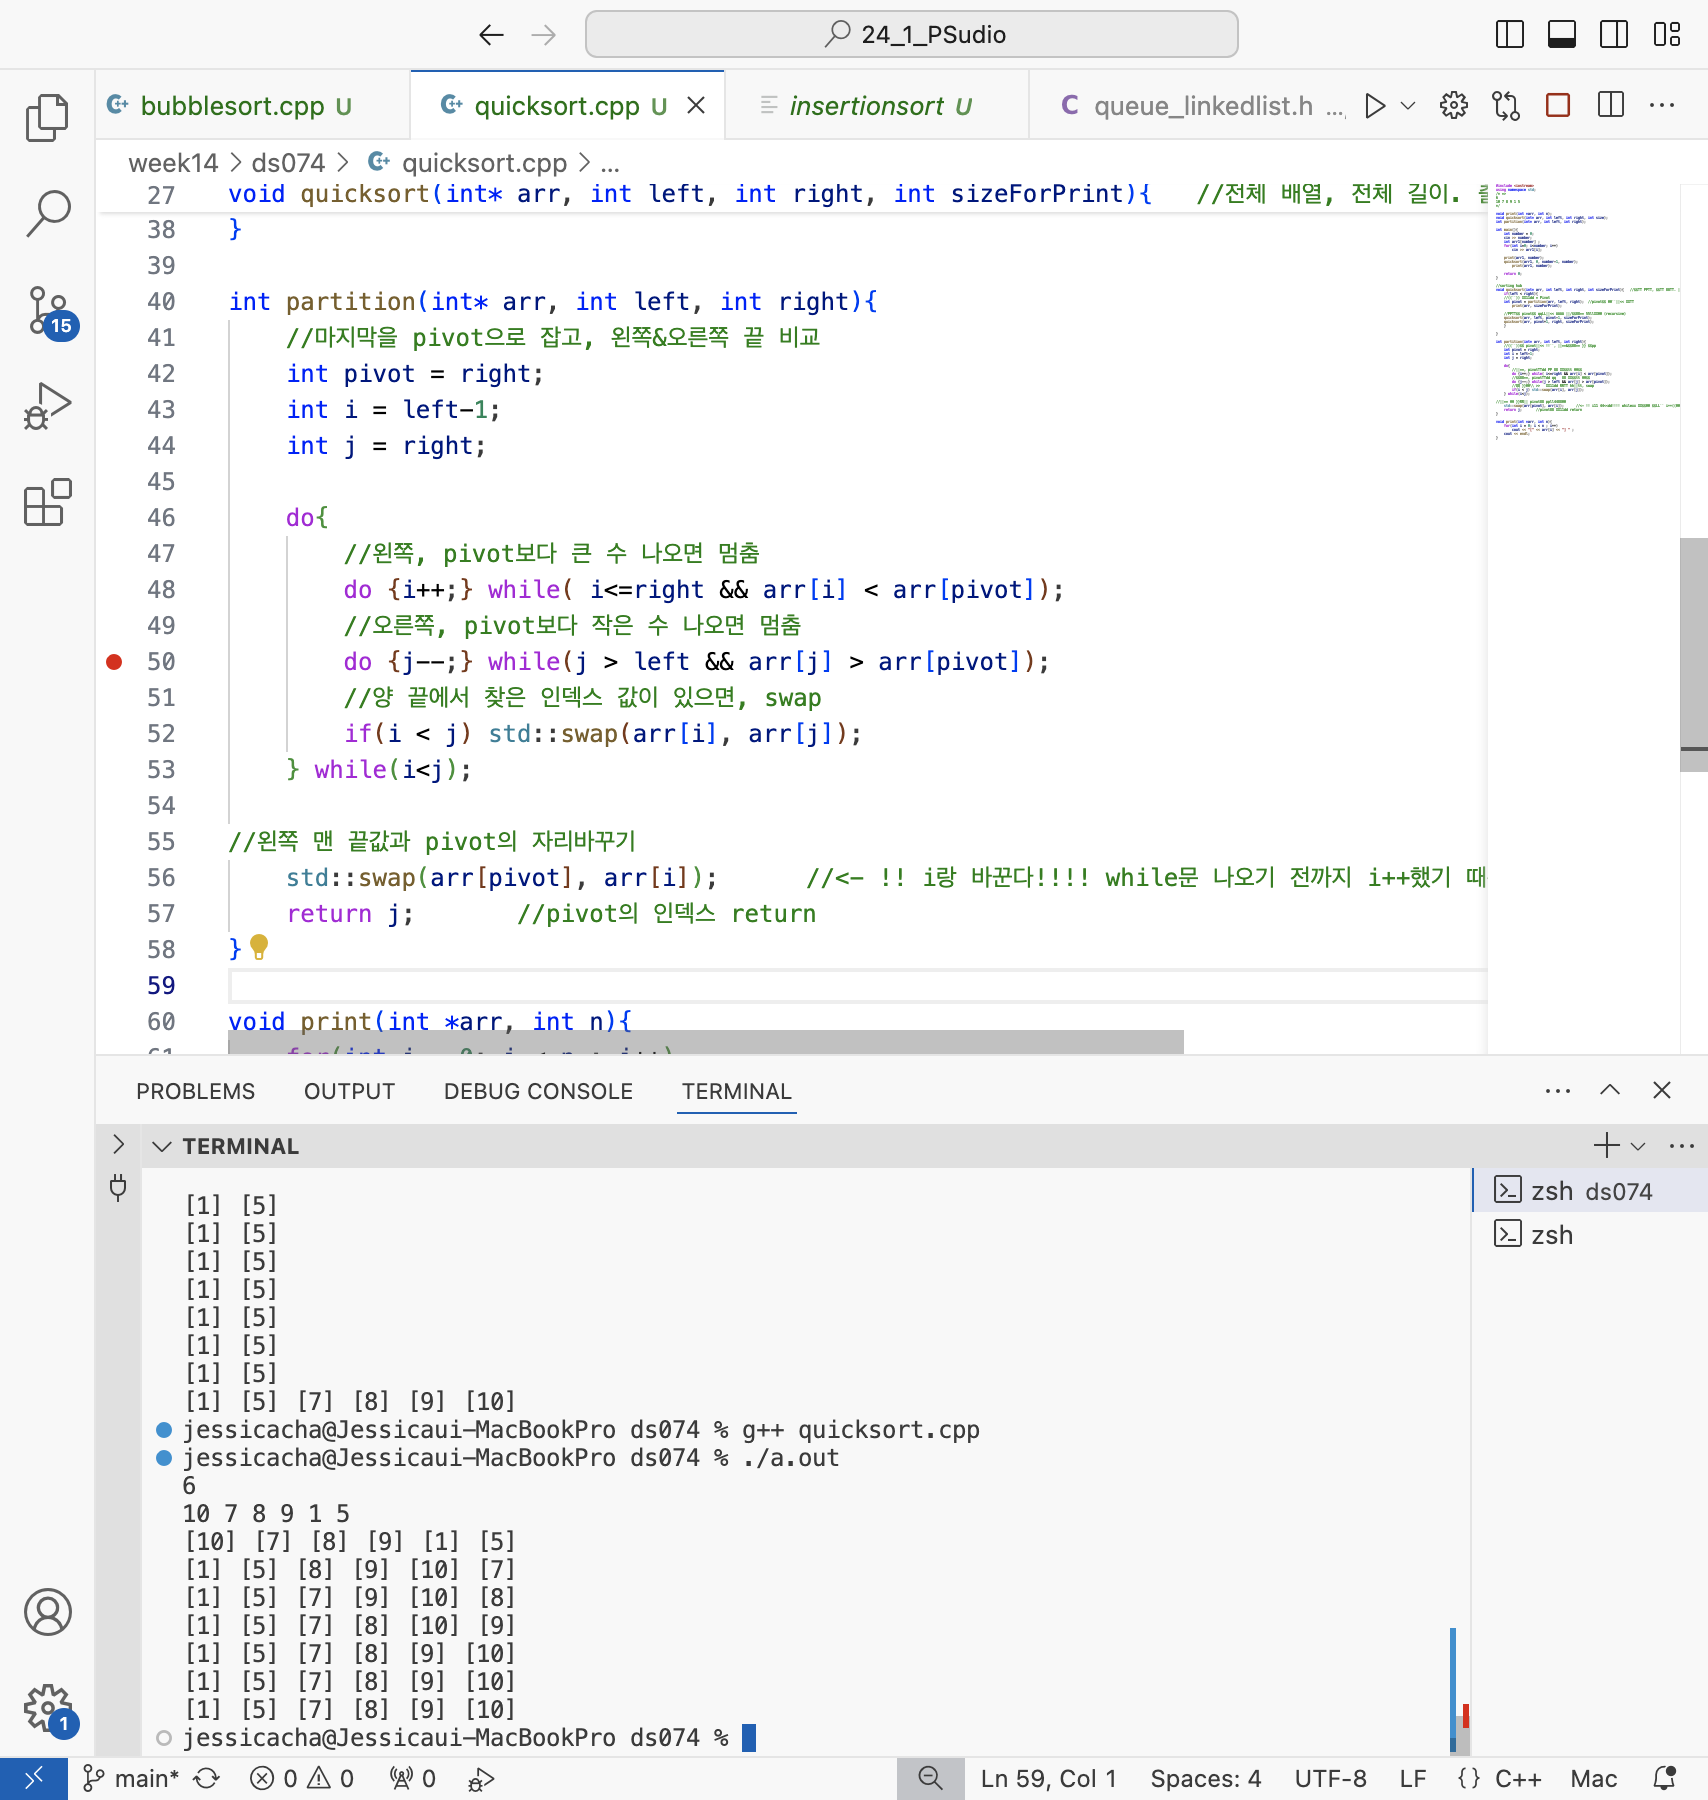 24_1_PSudio
bubblesort.cpp U
quicksort.cpp U
insertionsort U
C queue_linkedlist.h ...,
week14 > ds074 > quicksort.cpp > ...
27 void quicksort(int* arr, int left, int right, int sizeForPrint){ //전체 배열, 전체 길이.
38 }
39
40 int partition(int* arr, int left, int right){
41 //마지막을 pivot으로 잡고, 왼쪽&오른쪽 끝 비교
42 int pivot = right;
43 int i = left-1;
44 int j = right;
45
46 do{
47 //왼쪽, pivot보다 큰 수 나오면 멈춤
48 do {i++;} while( i<=right && arr[i] < arr[pivot]);
49 //오른쪽, pivot보다 작은 수 나오면 멈춤
50 do {j--;} while(j > left && arr[j] > arr[pivot]);
51 //양 끝에서 찾은 인덱스 값이 있으면, swap
52 if(i < j) std::swap(arr[i], arr[j]);
53 } while(i<j);
54
55 //왼쪽 맨 끝값과 pivot의 자리바꾸기
56 std::swap(arr[pivot], arr[i]); //<- !! i랑 바꾼다!!!! while문 나오기 전까지 i++했기 때
57 return j; //pivot의 인덱스 return
58 }
59
60 void print(int *arr, int n){
15
PROBLEMS OUTPUT DEBUG CONSOLE TERMINAL
TERMINAL
zsh ds074
zsh
[1] [5]
[1] [5]
[1] [5]
[1] [5]
[1] [5]
[1] [5]
[1] [5]
[1] [5] [7] [8] [9] [10]
jessicacha@Jessicaui-MacBookPro ds074 % g++ quicksort.cpp
jessicacha@Jessicaui-MacBookPro ds074 % ./a.out
6
10 7 8 9 1 5
[10] [7] [8] [9] [1] [5]
[1] [5] [8] [9] [10] [7]
[1] [5] [7] [9] [10] [8]
[1] [5] [7] [8] [10] [9]
[1] [5] [7] [8] [9] [10]
[1] [5] [7] [8] [9] [10]
[1] [5] [7] [8] [9] [10]
jessicacha@Jessicaui-MacBookPro ds074 %
1
main* 0 0 0 Ln 59, Col 1 Spaces: 4 UTF-8 LF {} C++ Mac